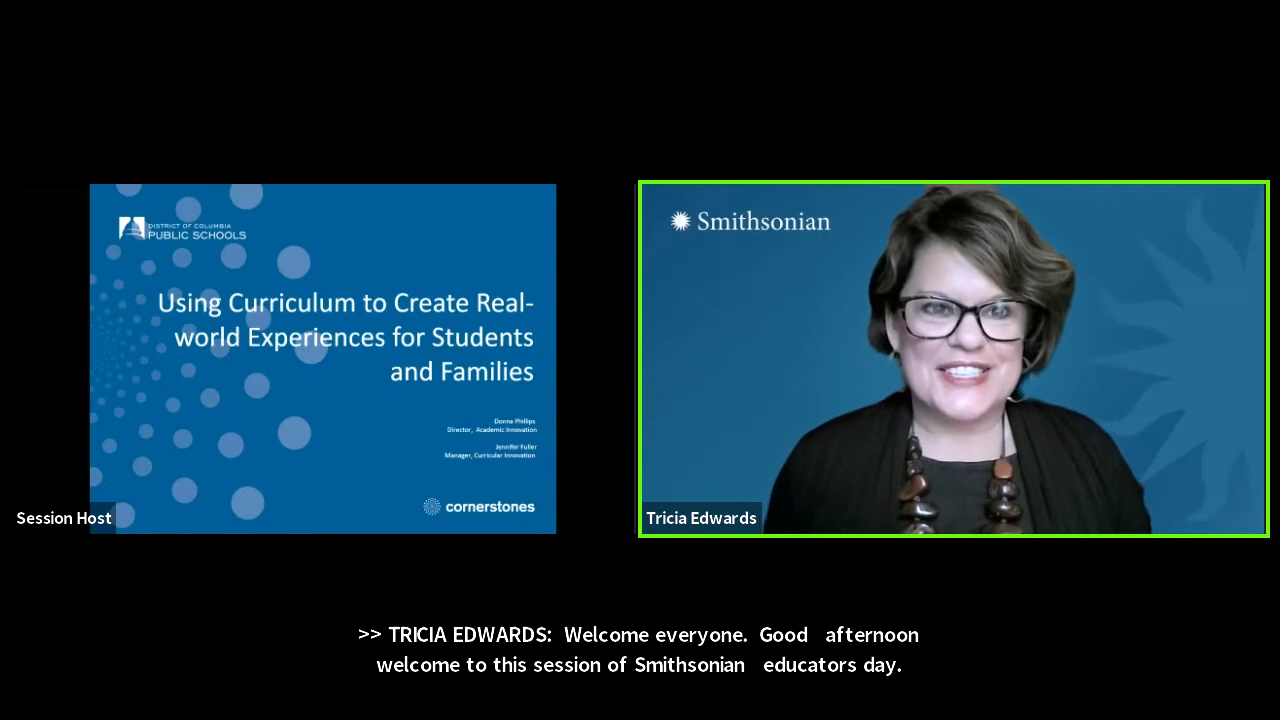 DISTRICT OF COLUMBIA
PUBLIC SCHOOLS
Using Curriculum to Create Real-
world Experiences for Students
and Families
Donna Phillips
Director, Academic Innovation
Jennifer Fuller
Manager, Curricular Innovation
cornerstones
Session Host
Smithsonian
Tricia Edwards
>> TRICIA EDWARDS: Welcome everyone. Good afternoon
welcome to this session of Smithsonian educators day.